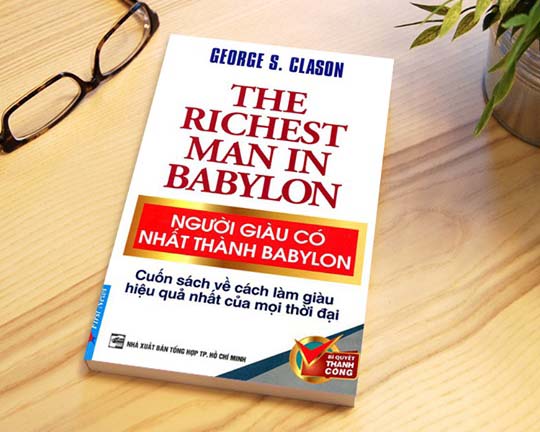 GEORGE S. CLASON
THE
RICHEST
MAN IN
BABYLON
NGƯỜI GIÀU CÓ
NHẤT THÀNH BABYLON
Cuốn sách về cách làm giàu
hiệu quả nhất của mọi thời đại
First News
NHÀ XUẤT BẢN TỔNG HỢP TP. HỒ CHÍ MINH
BÍ QUYẾT
THÀNH
CÔNG